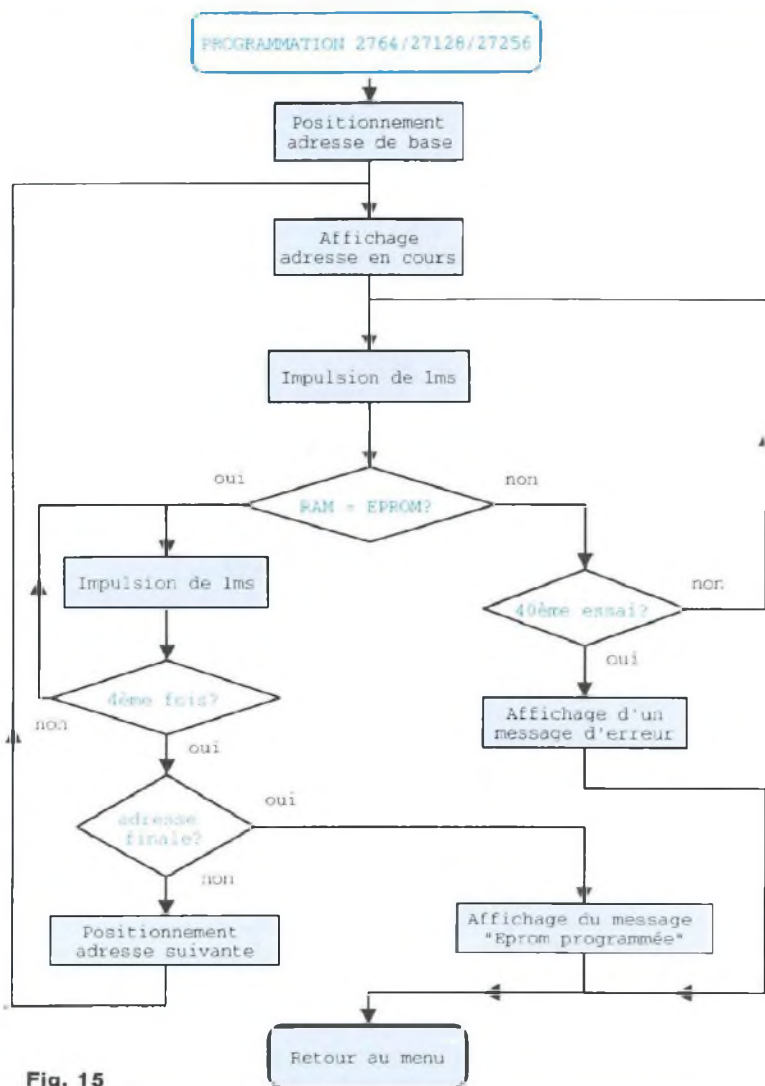 PROGRAMMATION 2764/27128/27256
Positionnement
adresse de base
Affichage
adresse en cours
Impulsion de 1ms
oui
RAM = EPROM?
non
Impulsion de 1ms
40ème essai?
non
oui
4ème fois?
non
oui
Affichage d'un
message d'erreur
adresse
finale?
oui
non
Positionnement
adresse suivante
Affichage du message
"Eprom programmée"
Retour au menu
Fig. 15